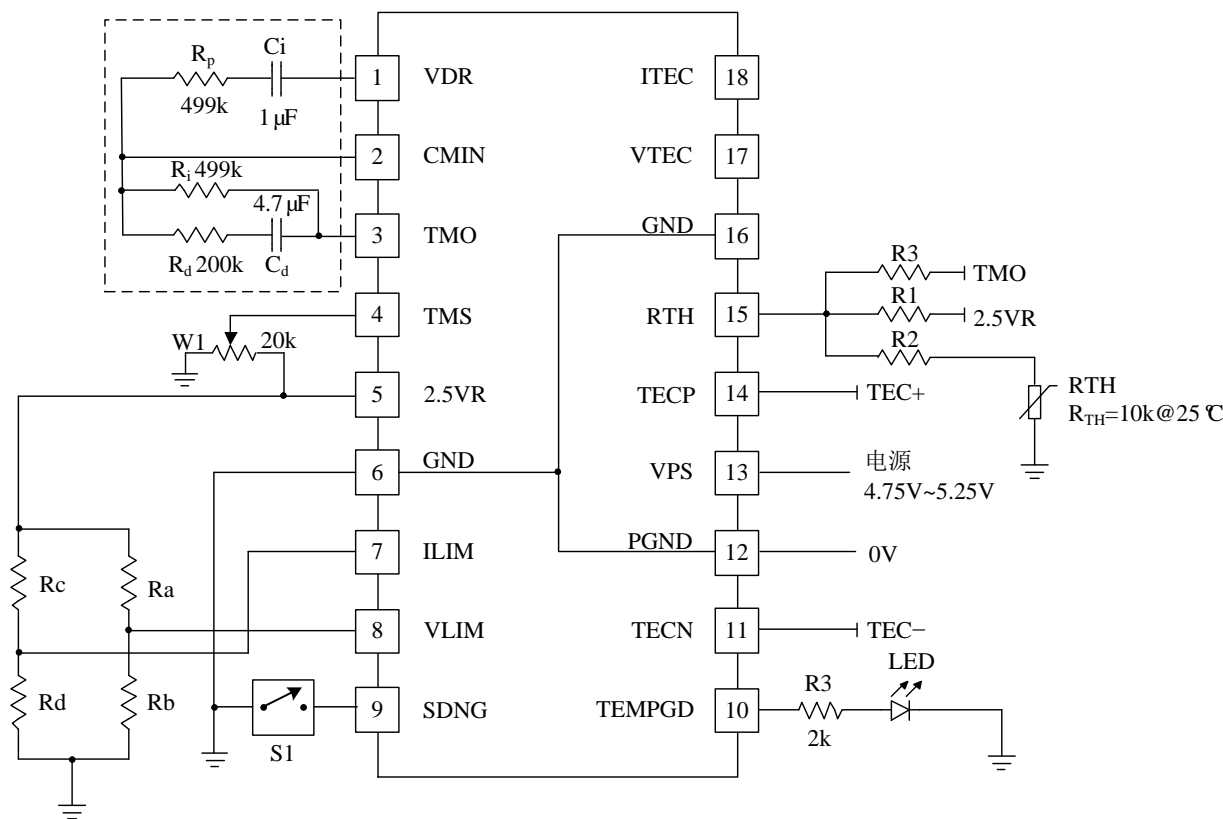 Rp
499k
Ci
1 µF
Ri 499k
4.7 µF
Rd 200k
Cd
W1
20k
Rc
Ra
Rd
Rb
S1
1
VDR
2
CMIN
3
TMO
4
TMS
5
2.5VR
6
GND
7
ILIM
8
VLIM
9
SDNG
ITEC
18
VTEC
17
GND
16
RTH
15
TECP
14
VPS
13
PGND
12
TECN
11
TEMPGD
10
R3
TMO
R1
2.5VR
R2
RTH
RTH=10k@25 ℃
TEC+
电源
4.75V~5.25V
0V
TEC−
LED
R3
2k